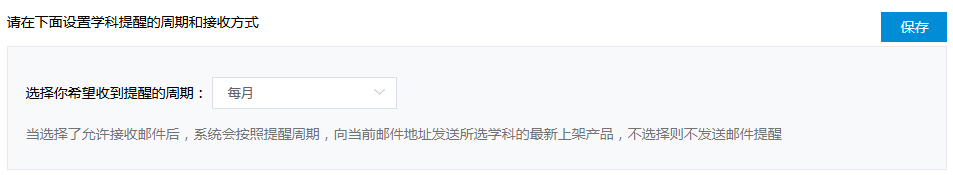 请在下面设置学科提醒的周期和接收方式
保存
选择你希望收到提醒的周期：
每月
当选择了允许接收邮件后，系统会按照提醒周期，向当前邮件地址发送所选学科的最新上架产品，不选择则不发送邮件提醒